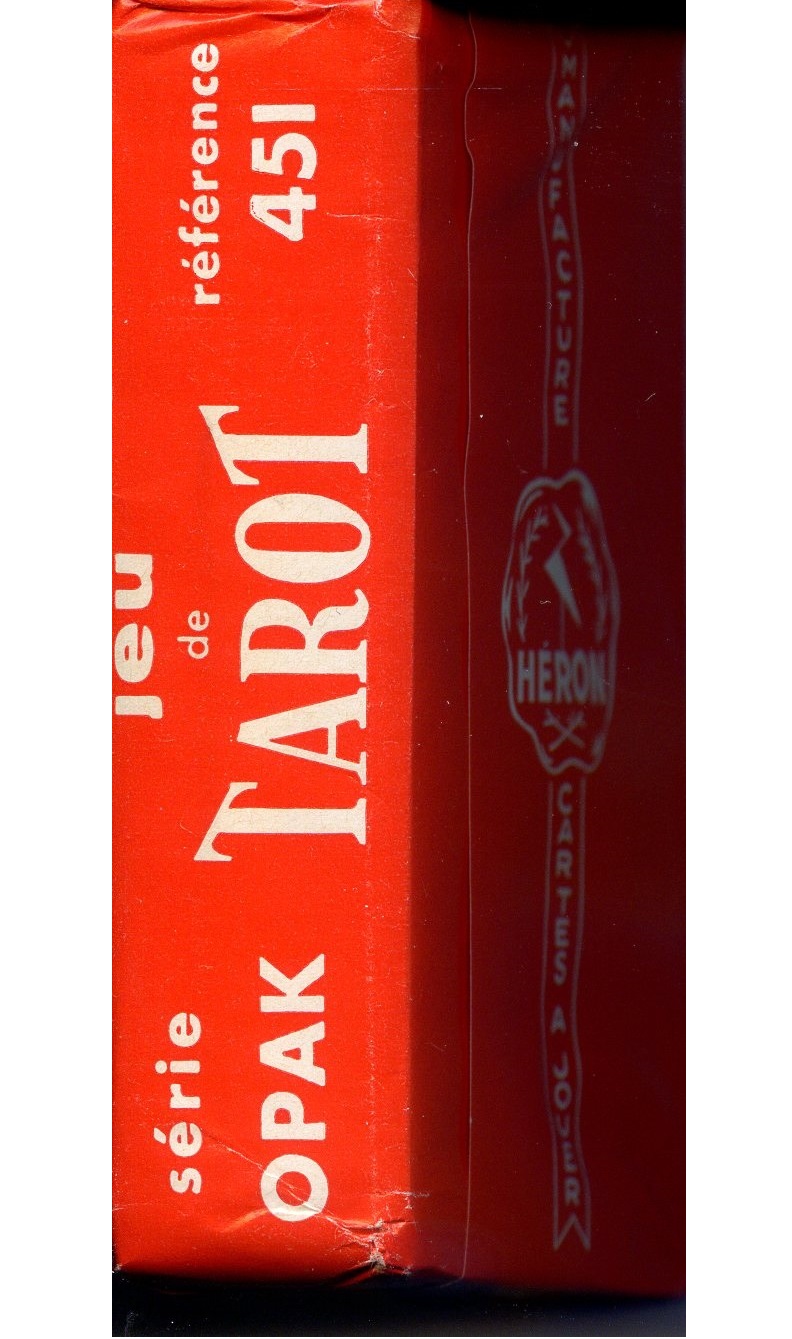 série
OPAK
jeu
de
TAROT
référence
451
MANUFACTURE
HÉRON
CARTES A JOUER